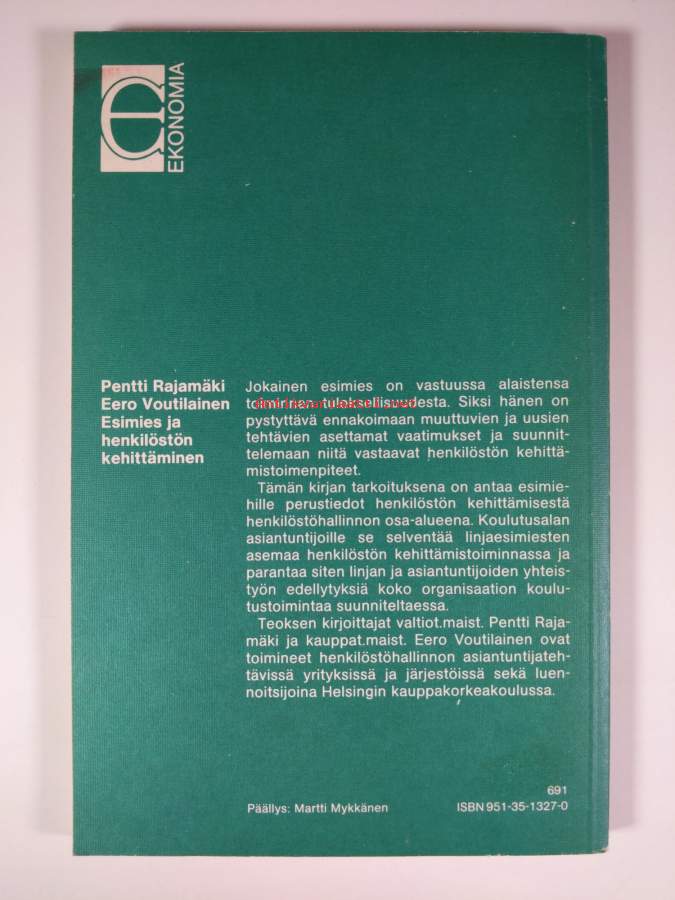 EKONOMIA
Pentti Rajamäki
Eero Voutilainen
Esimies ja
henkilöstön
kehittäminen
Jokainen esimies on vastuussa alaistensa
toiminnan tuloksellisuudesta. Siksi hänen on
pystyttävä ennakoimaan muuttuvien ja uusien
tehtävien asettamat vaatimukset ja suunnit-
telemaan niitä vastaavat henkilöstön kehittä-
mistoimenpiteet.
Tämän kirjan tarkoituksena on antaa esimie-
hille perustiedot henkilöstön kehittämisestä
henkilöstöhallinnon osa-alueena. Koulutusalan
asiantuntijoille se selventää linjaesimiesten
asemaa henkilöstön kehittämistoiminnassa ja
parantaa siten linjan ja asiantuntijoiden yhteis-
työn edellytyksiä koko organisaation koulu-
tustoimintaa suunniteltaessa.
Teoksen kirjoittajat valtiot.maist. Pentti Raja-
mäki ja kauppat.maist. Eero Voutilainen ovat
toimineet henkilöstöhallinnon asiantuntijateh-
tävissä yrityksissä ja järjestöissä sekä luen-
noitsijoina Helsingin kauppakorkeakoulussa.
691
Päällys: Martti Mykkänen
ISBN 951-35-1327-0